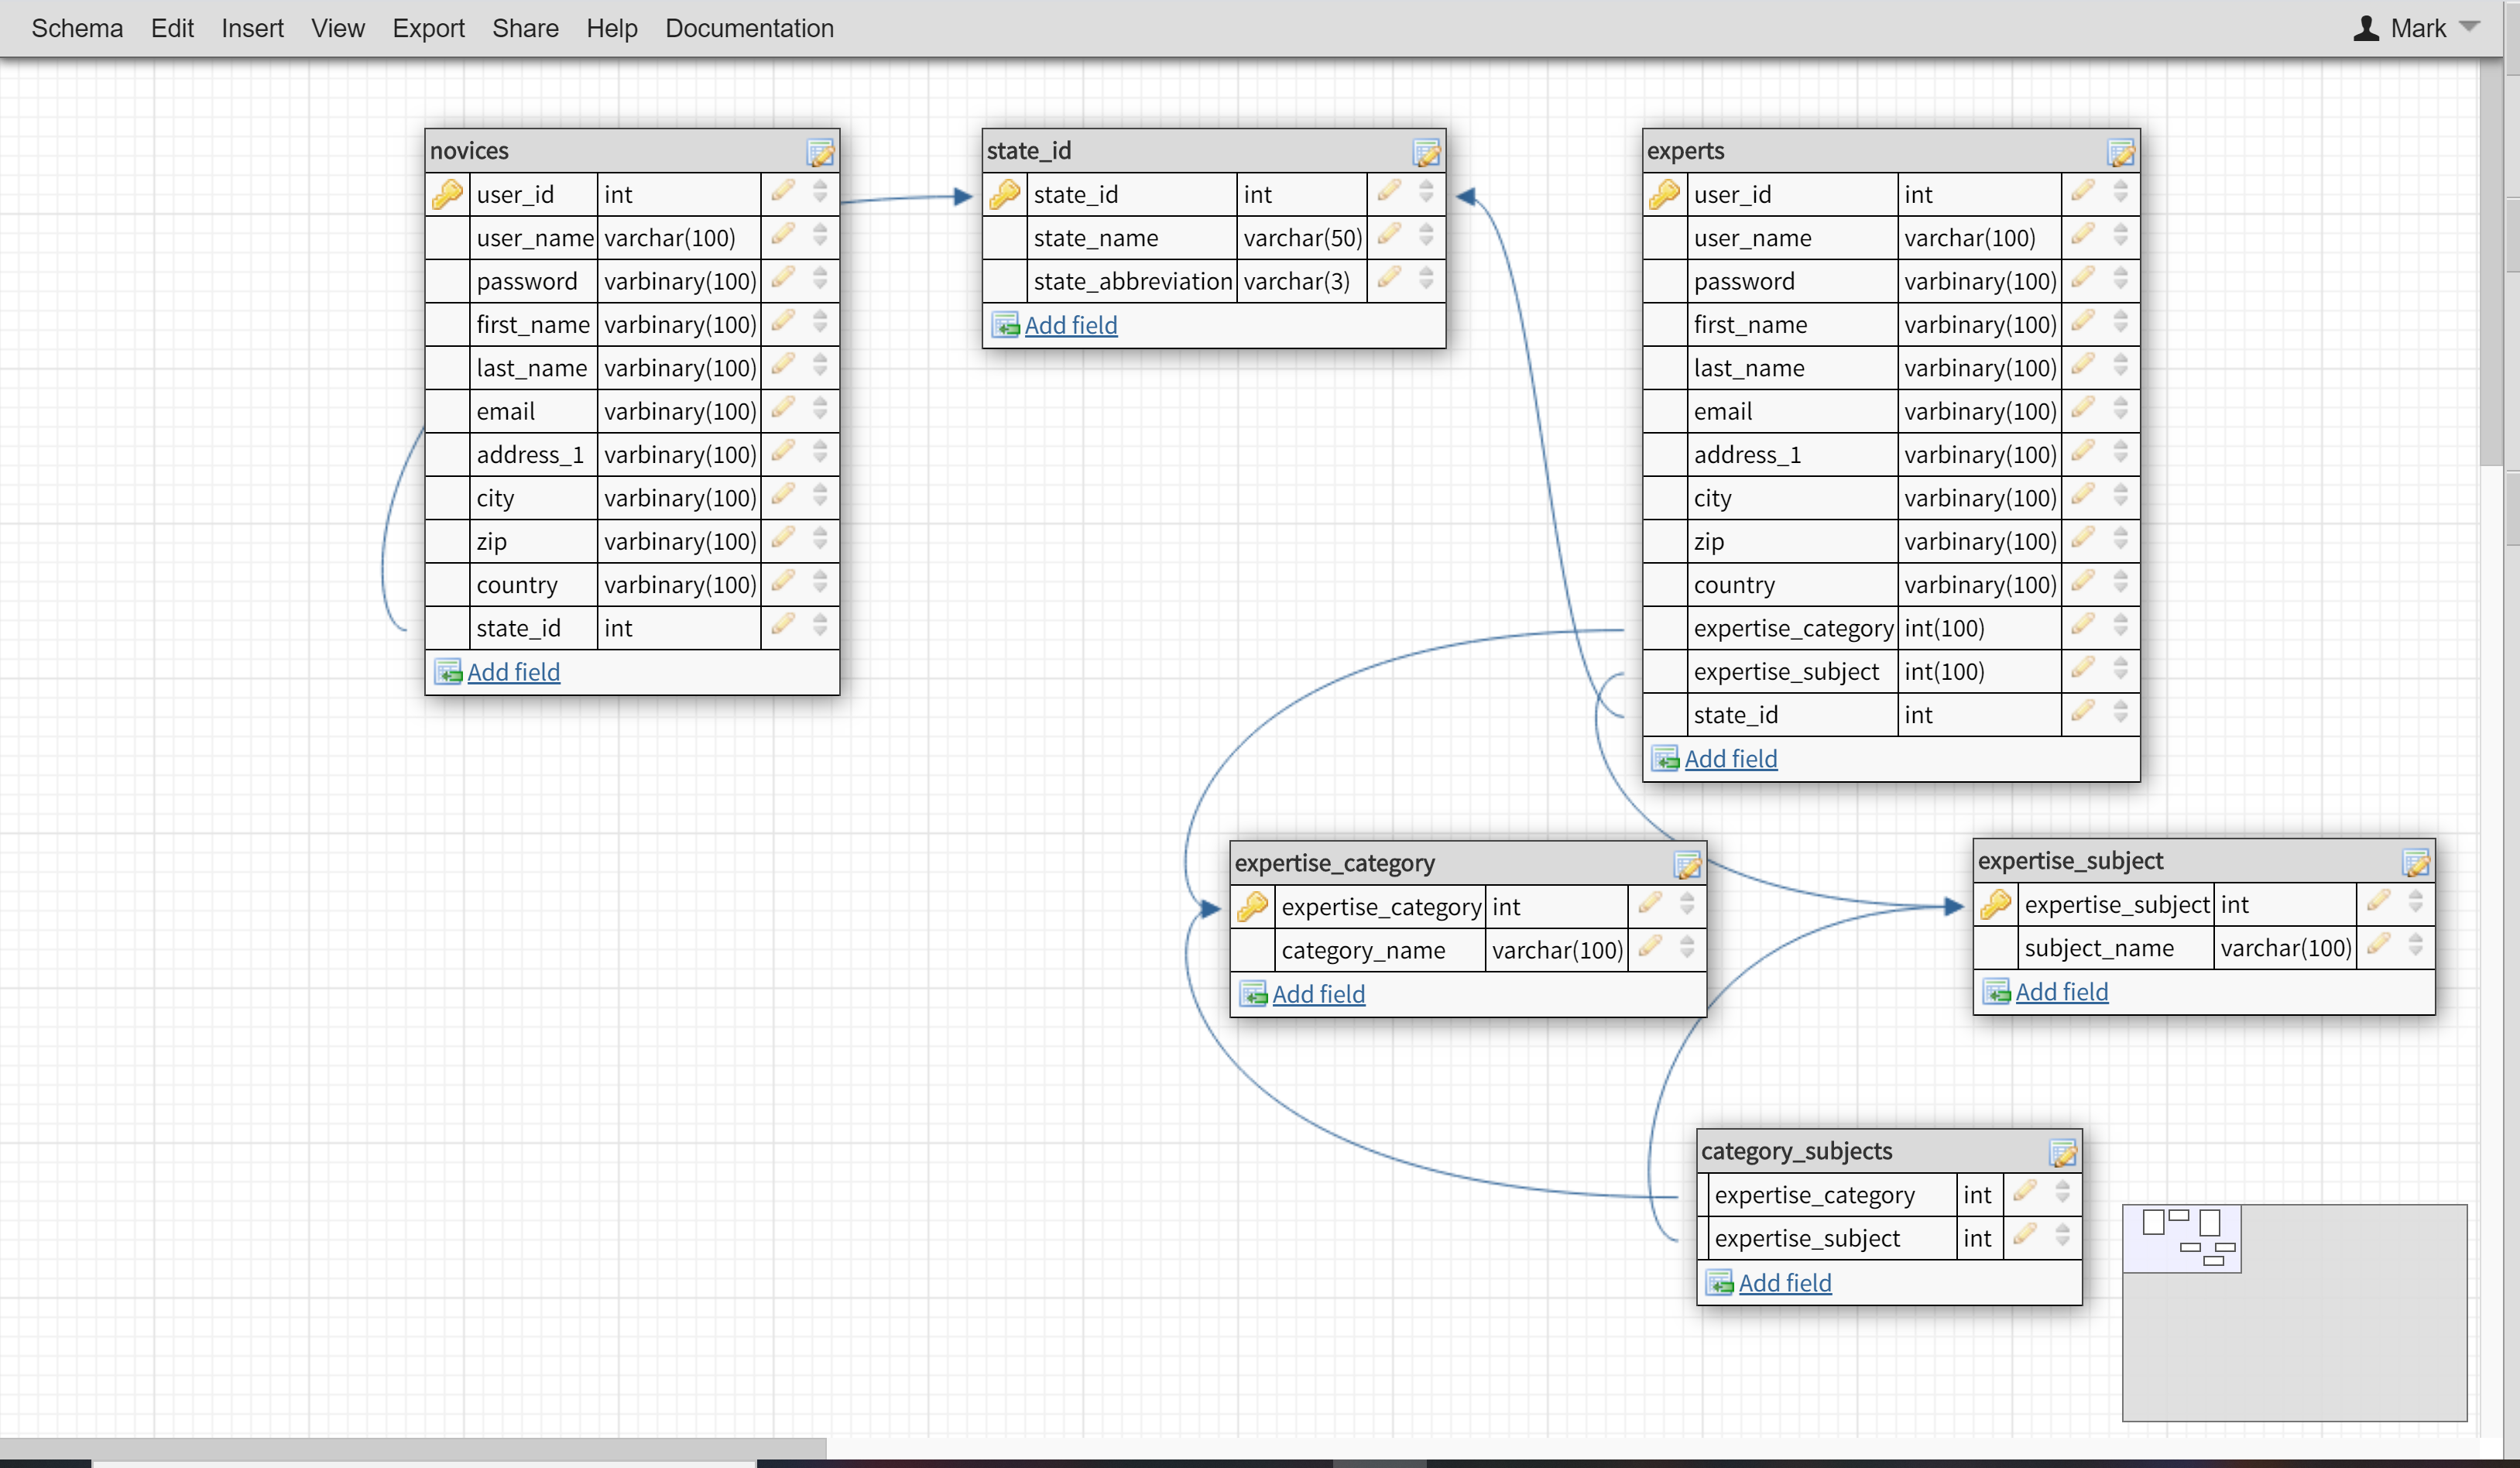 Schema Edit Insert View Export Share Help Documentation Mark
novices
user_id int
user_name varchar(100)
password varbinary(100)
first_name varbinary(100)
last_name varbinary(100)
email varbinary(100)
address_1 varbinary(100)
city varbinary(100)
zip varbinary(100)
country varbinary(100)
state_id int
Add field
state_id
state_id int
state_name varchar(50)
state_abbreviation varchar(3)
Add field
experts
user_id int
user_name varchar(100)
password varbinary(100)
first_name varbinary(100)
last_name varbinary(100)
email varbinary(100)
address_1 varbinary(100)
city varbinary(100)
zip varbinary(100)
country varbinary(100)
expertise_category int(100)
expertise_subject int(100)
state_id int
Add field
expertise_category
expertise_category int
category_name varchar(100)
Add field
expertise_subject
expertise_subject int
subject_name varchar(100)
Add field
category_subjects
expertise_category int
expertise_subject int
Add field